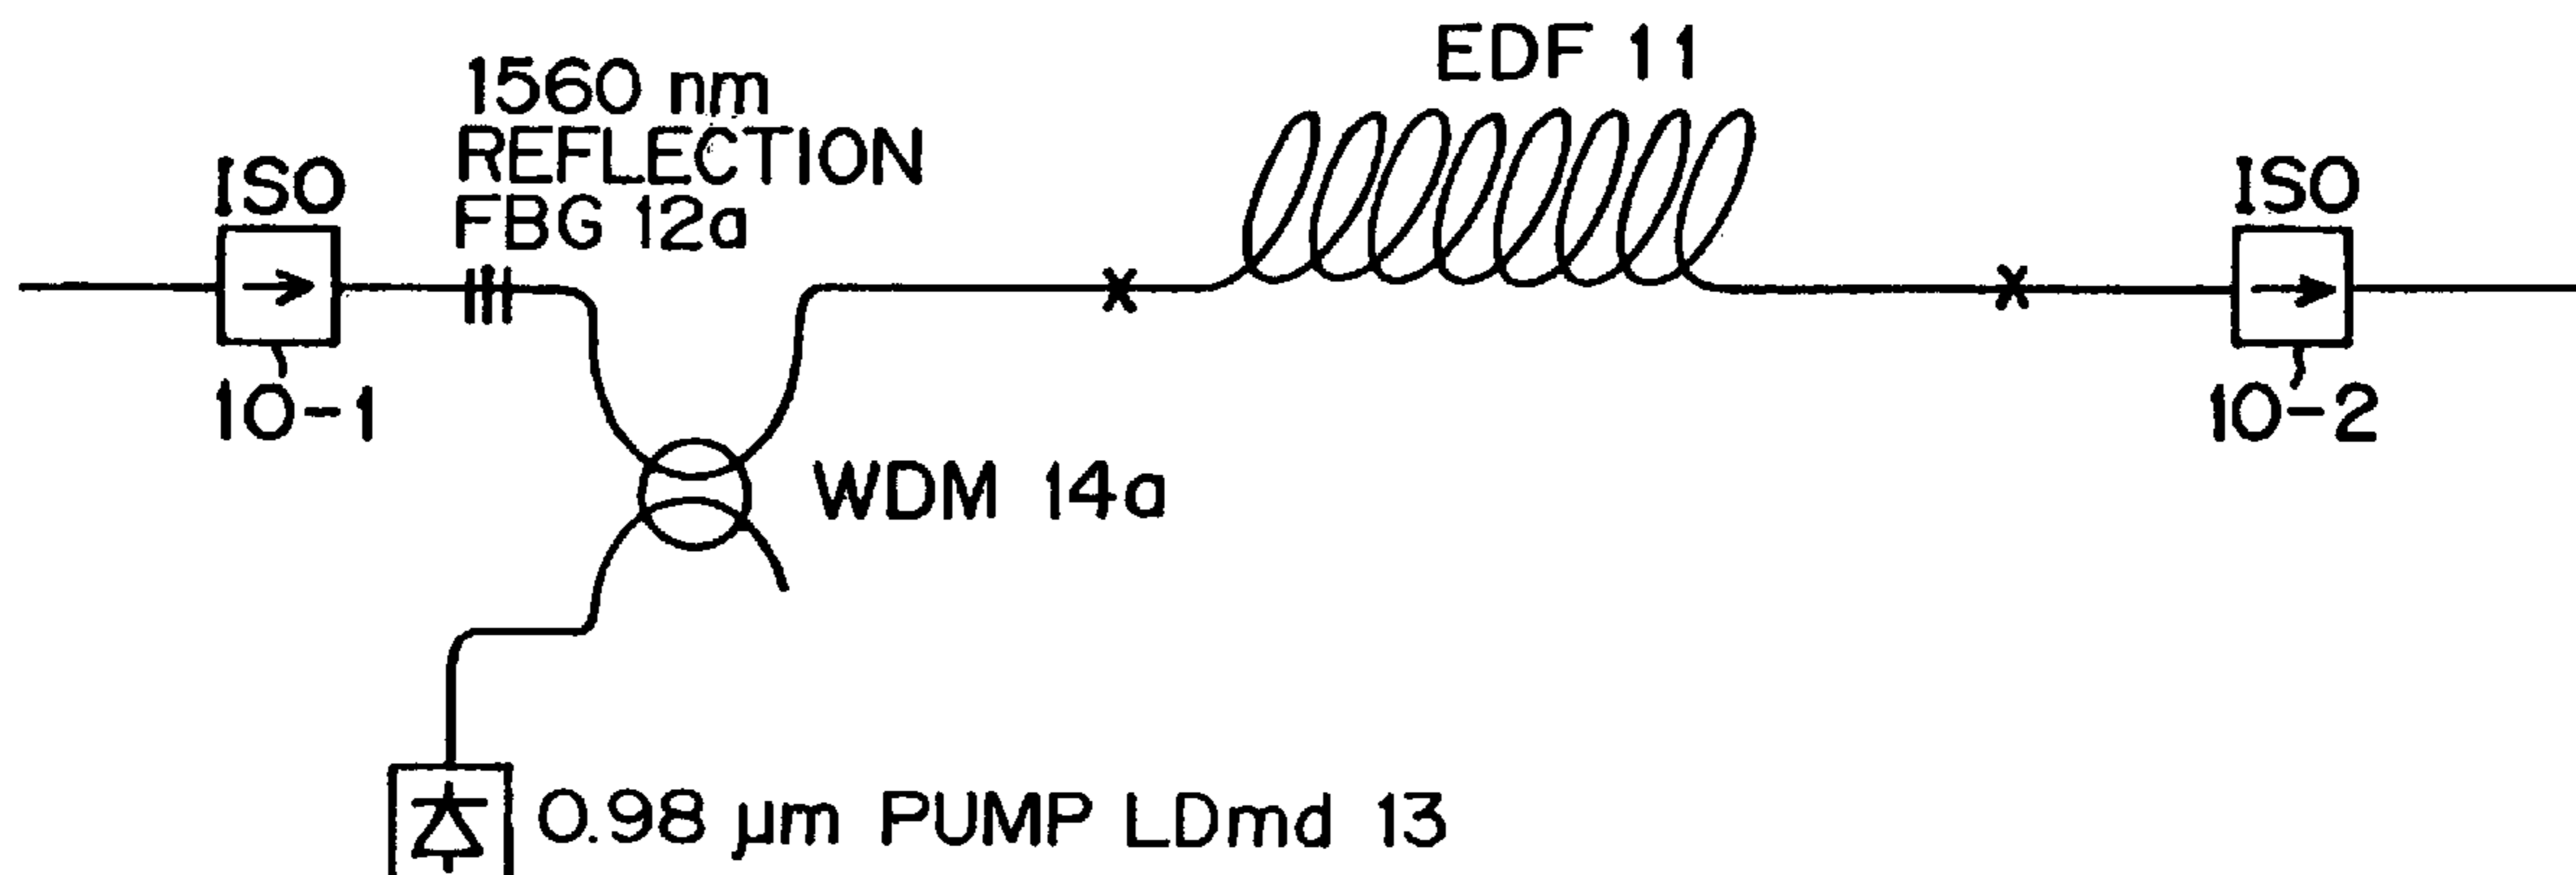 EDF 11
1560 nm
REFLECTION
FBG 12a
ISO
ISO
10-1
10-2
WDM 14a
0.98 μm PUMP LDmd 13